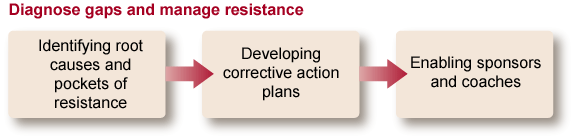 Diagnose gaps and manage resistance
Identifying root
causes and
pockets of
resistance
Developing
corrective action
plans
Enabling sponsors
and coaches